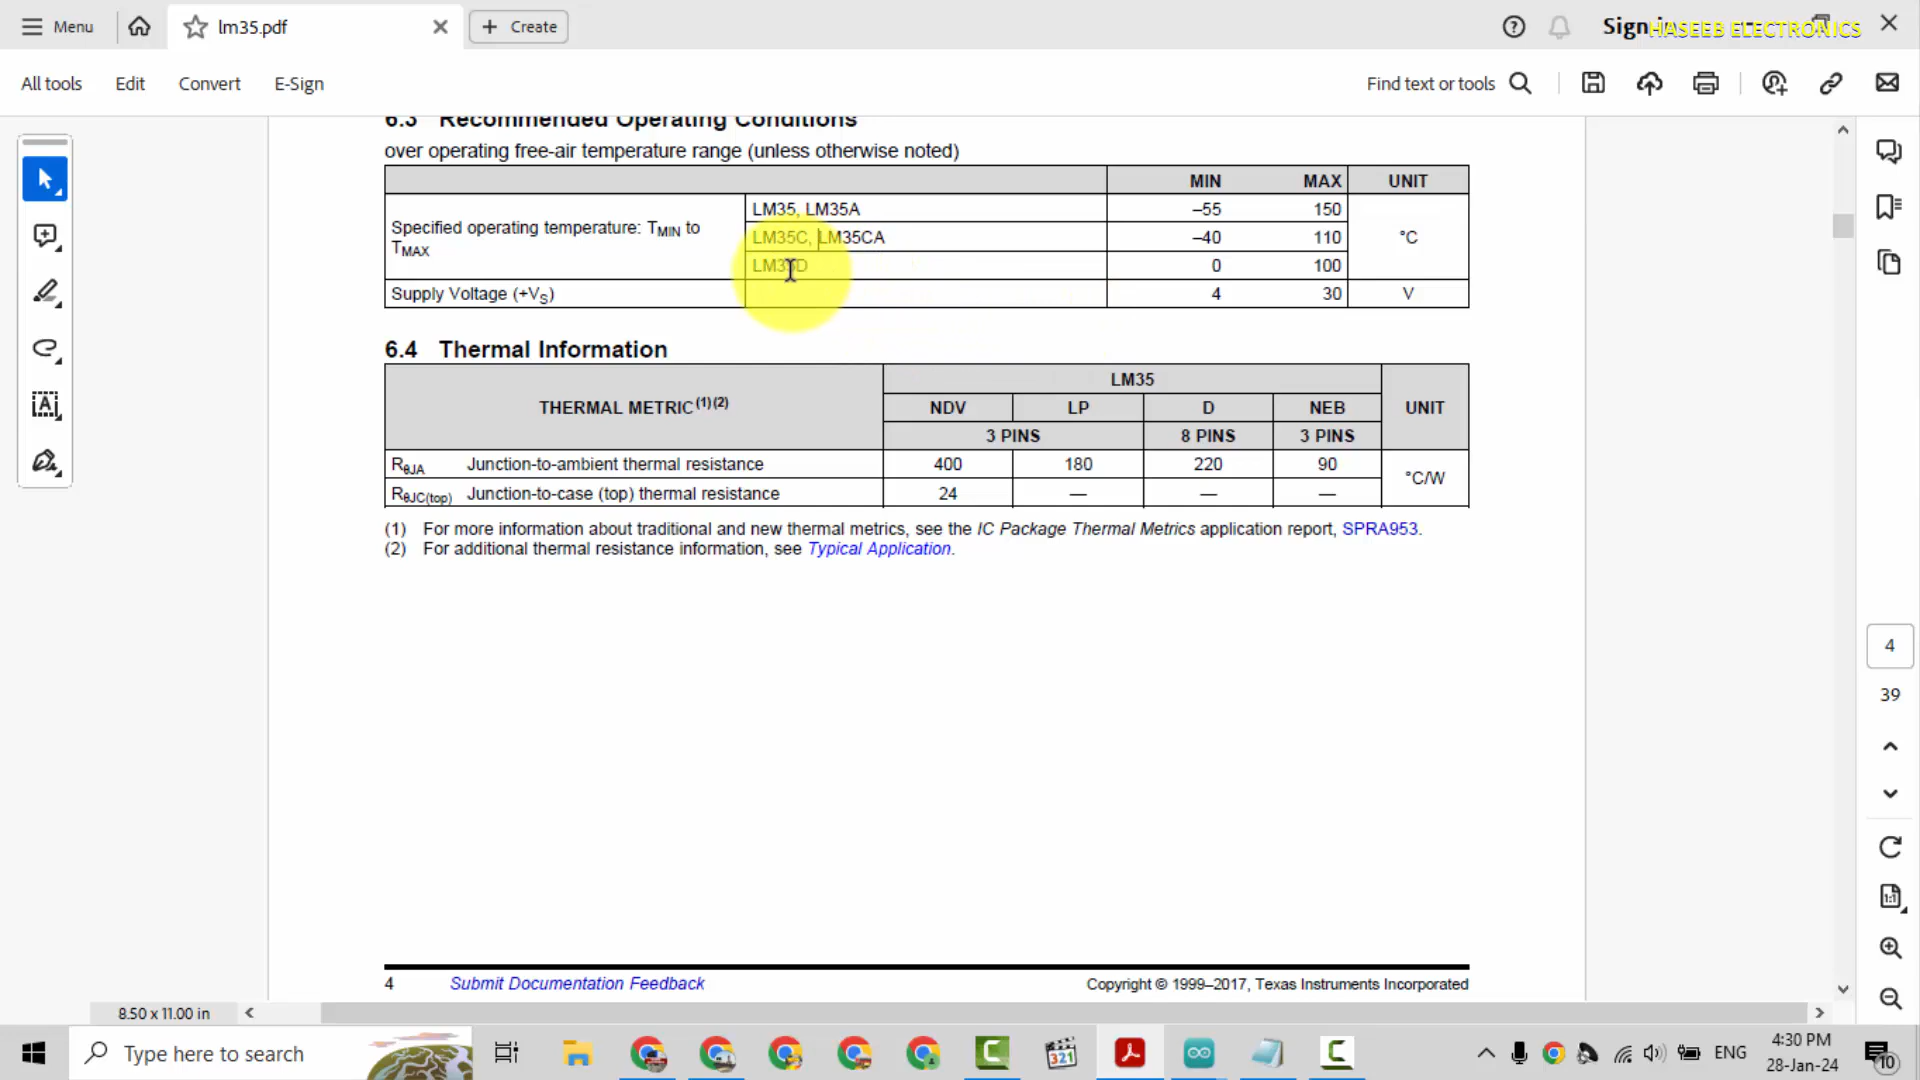 Menu
lm35.pdf
Create
Sign in
HASEEB ELECTRONICS
All tools
Edit
Convert
E-Sign
Find text or tools
6.3 Recommended Operating Conditions
over operating free-air temperature range (unless otherwise noted)
MIN MAX UNIT
Specified operating temperature: TMIN to TMAX
LM35, LM35A –55 150
LM35C, LM35CA –40 110 °C
LM35D 0 100
Supply Voltage (+VS) 4 30 V
6.4 Thermal Information
THERMAL METRIC(1)(2)
LM35
UNIT
NDV LP D NEB
3 PINS 8 PINS 3 PINS
RθJA Junction-to-ambient thermal resistance 400 180 220 90
°C/W
RθJC(top) Junction-to-case (top) thermal resistance 24 — — —
(1) For more information about traditional and new thermal metrics, see the IC Package Thermal Metrics application report, SPRA953.
(2) For additional thermal resistance information, see Typical Application.
4
39
1:1
4 Submit Documentation Feedback Copyright © 1999–2017, Texas Instruments Incorporated
8.50 x 11.00 in
Type here to search
321
ENG
4:30 PM
28-Jan-24
10